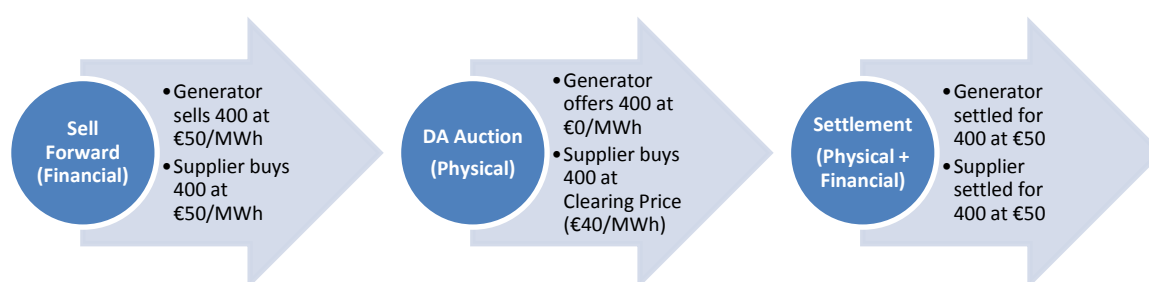 Sell
Forward
(Financial)
•Generator
sells 400 at
€50/MWh
•Supplier buys
400 at
€50/MWh
DA Auction
(Physical)
•Generator
offers 400 at
€0/MWh
•Supplier buys
400 at
Clearing Price
(€40/MWh)
Settlement
(Physical +
Financial)
•Generator
settled for
400 at €50
•Supplier
settled for
400 at €50